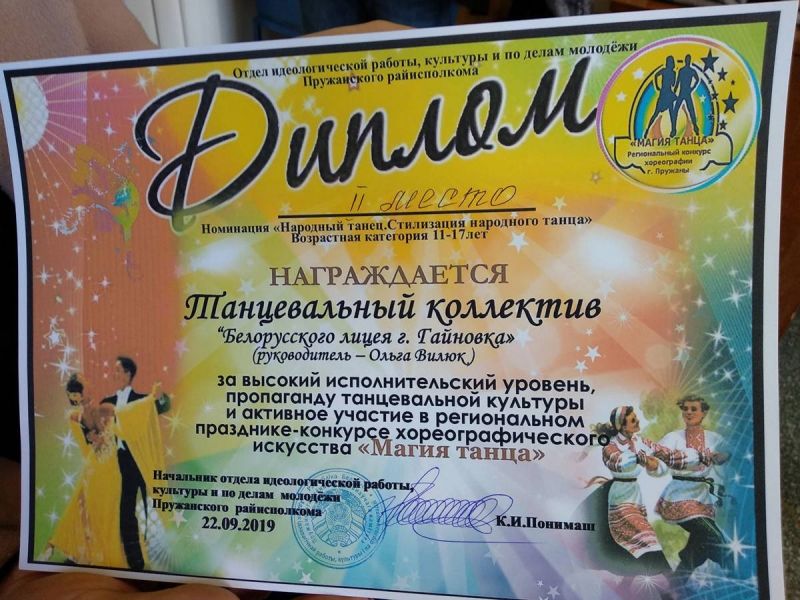 Отдел идеологической работы, культуры и по делам молодёжи
Пружанского райисполкома
Диплом
«МАГИЯ ТАНЦА»
Региональный конкурс
хореографии
г. Пружаны
II место
Номинация «Народный танец.Стилизация народного танца»
Возрастная категория 11-17лет
НАГРАЖДАЕТСЯ
Танцевальный коллектив
“Белорусского лицея г. Гайновка»
(руководитель – Ольга Вилюк )
за высокий исполнительский уровень,
пропаганду танцевальной культуры
и активное участие в региональном
празднике-конкурсе хореографического
искусства «Магия танца»
Начальник отдела идеологической работы,
культуры и по делам молодёжи
Пружанского райисполкома
22.09.2019
К.И.Понимаш